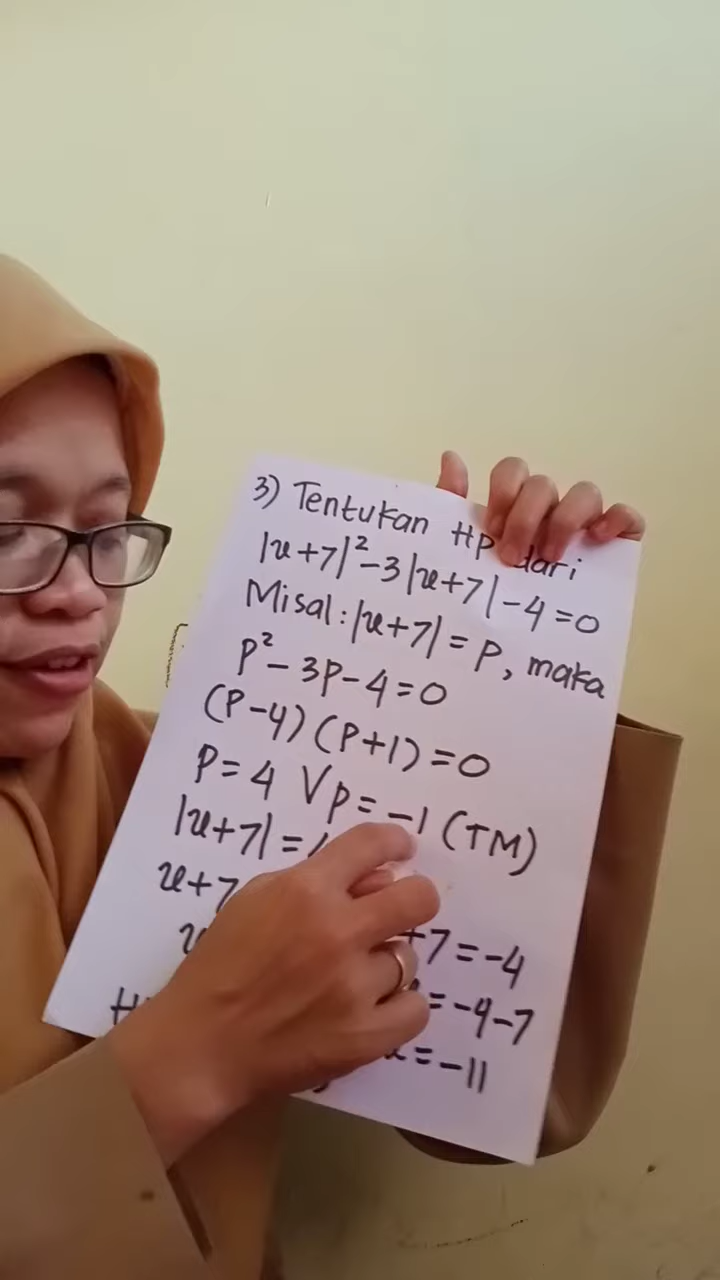 3) Tentukan HP dari
|x+7|²-3|x+7|-4=0
Misal: |x+7| = P, maka
P²-3P-4=0
(P-4) (P+1) = 0
P=4 V P=-1 (TM)
|x+7| =
x+7 +7=-4
=-4-7
x=-11